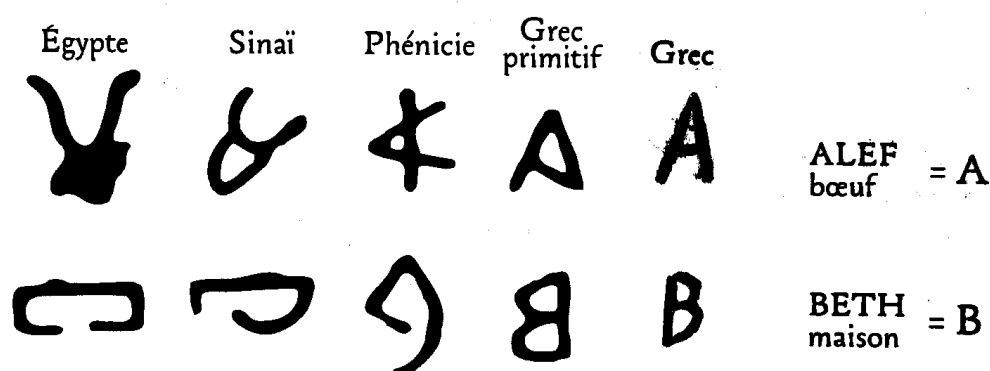 Égypte Sinaï Phénicie Grec primitif Grec
ALEF = A
bœuf
BETH = B
maison